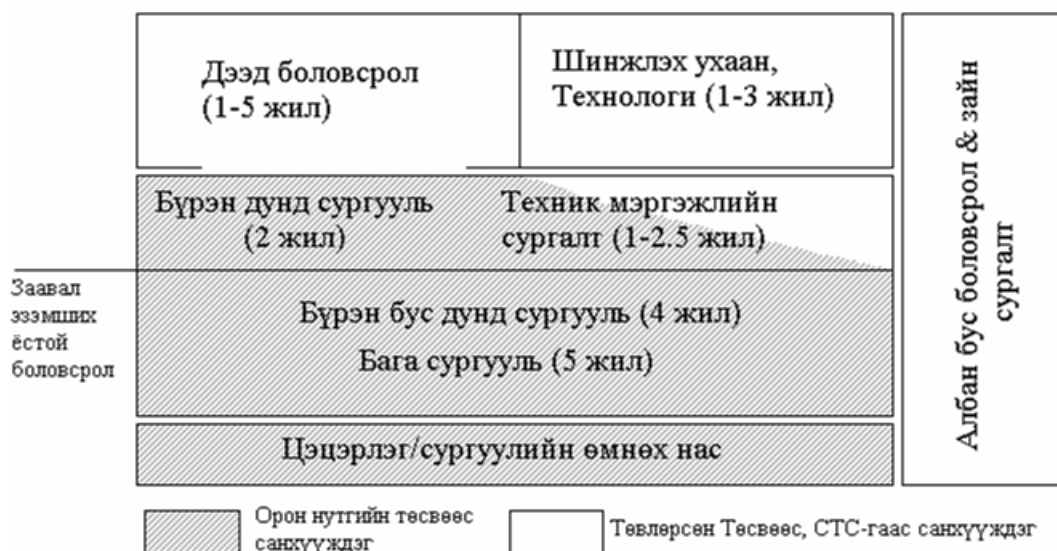 Дээд боловсрол
(1-5 жил)
Шинжлэх ухаан,
Технологи (1-3 жил)
Бүрэн дунд сургууль
(2 жил)
Техник мэргэжлийн
сургалт (1-2.5 жил)
Заавал
эзэмших
ёстой
боловсрол
Бүрэн бус дунд сургууль (4 жил)
Бага сургууль (5 жил)
Цэцэрлэг/сургуулийн өмнөх нас
Албан бус боловсрол & зайн
сургалт
Орон нутгийн төсвөөс
санхүүждэг
Төвлөрсөн Төсвөөс, СТС-гаас санхүүждэг